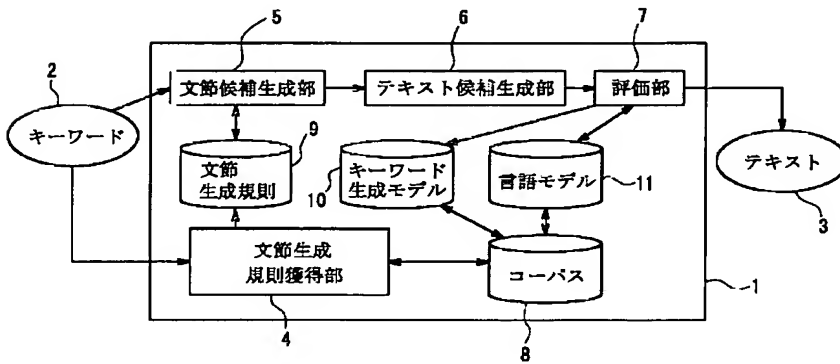 5
6
7
2
文節候補生成部
テキスト候補生成部
評価部
キーワード
9
文節
生成規則
10
キーワード
生成モデル
言語モデル
11
テキスト
3
文節生成
規則獲得部
コーパス
1
4
8